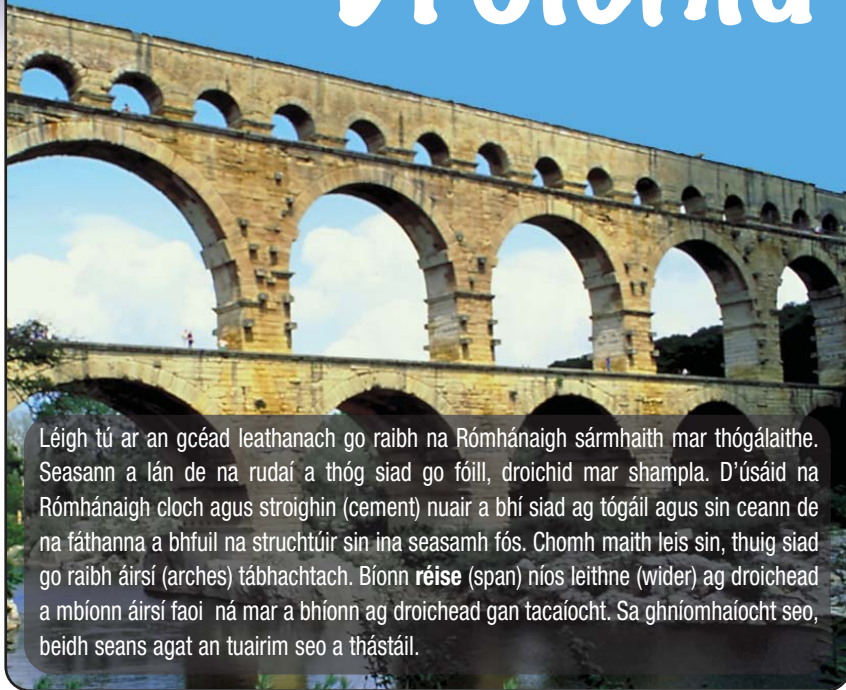 Léigh tú ar an gcéad leathanach go raibh na Rómhánaigh sármhaith mar thógálaithe.
Seasann a lán de na rudaí a thóg siad go fóill, droichid mar shampla. D'úsáid na
Rómhánaigh cloch agus stroighin (cement) nuair a bhí siad ag tógáil agus sin ceann de
na fáthanna a bhfuil na struchtúir sin ina seasamh fós. Chomh maith leis sin, thuig siad
go raibh áirsí (arches) tábhachtach. Bíonn réise (span) níos leithne (wider) ag droichead
a mbíonn áirsí faoi ná mar a bhíonn ag droichead gan tacaíocht. Sa ghníomhaíocht seo,
beidh seans agat an tuairim seo a thástáil.